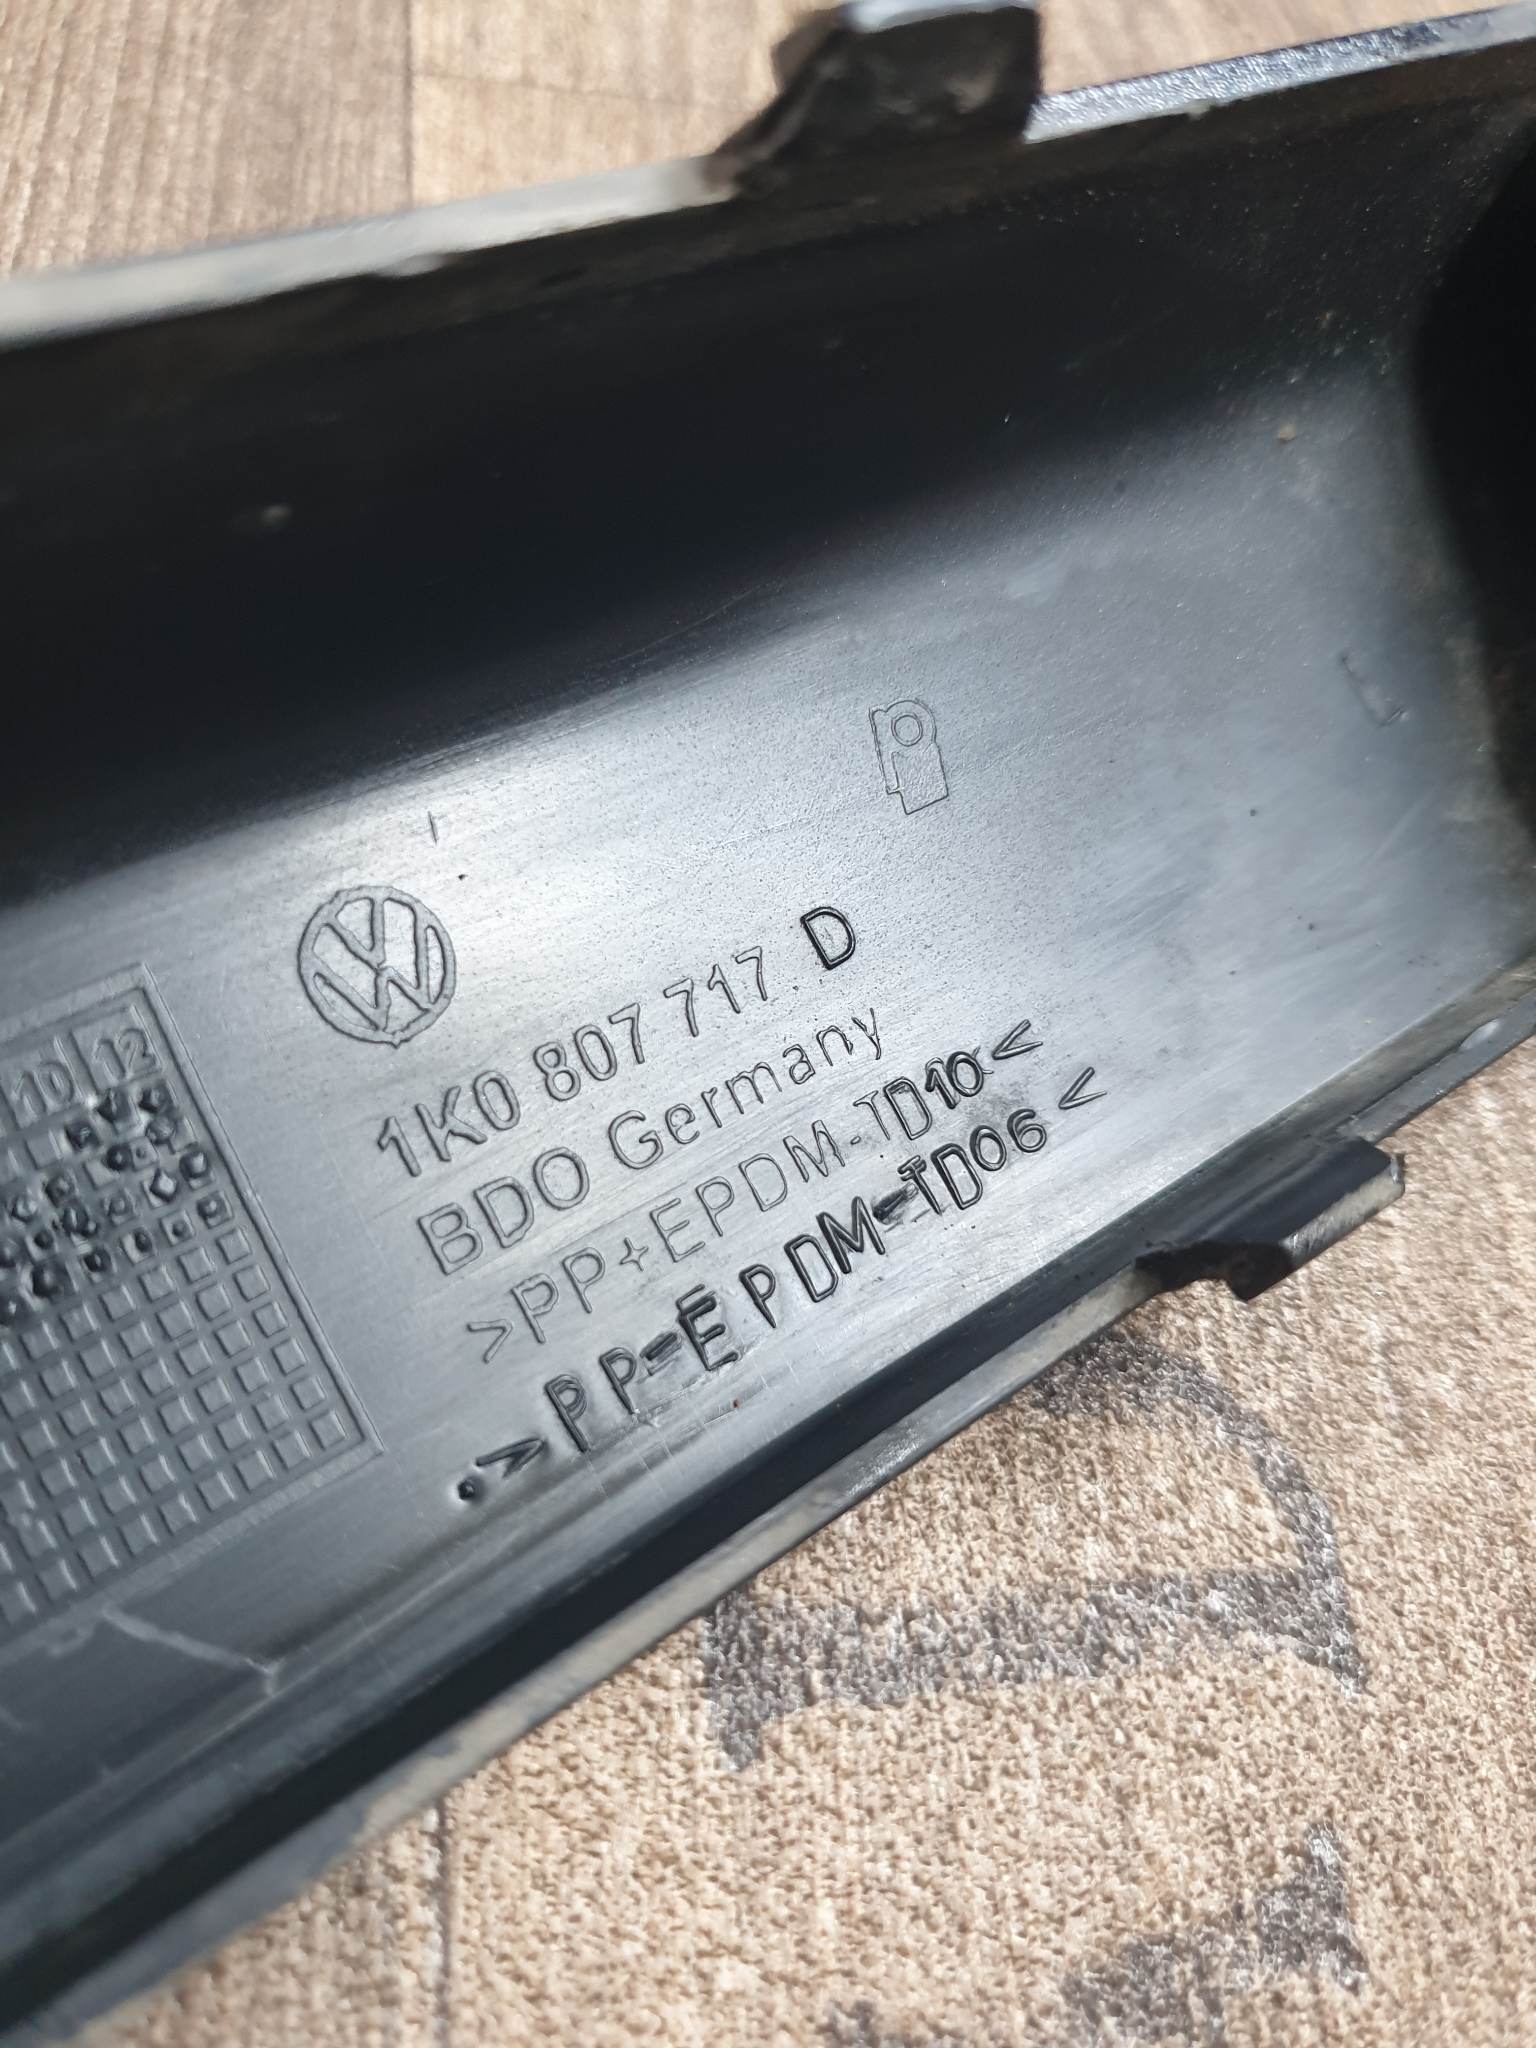 10 12
1K0 807 717 D
BDO Germany
>PP+EPDM-TD10<
>PP-EPDM-TD06<